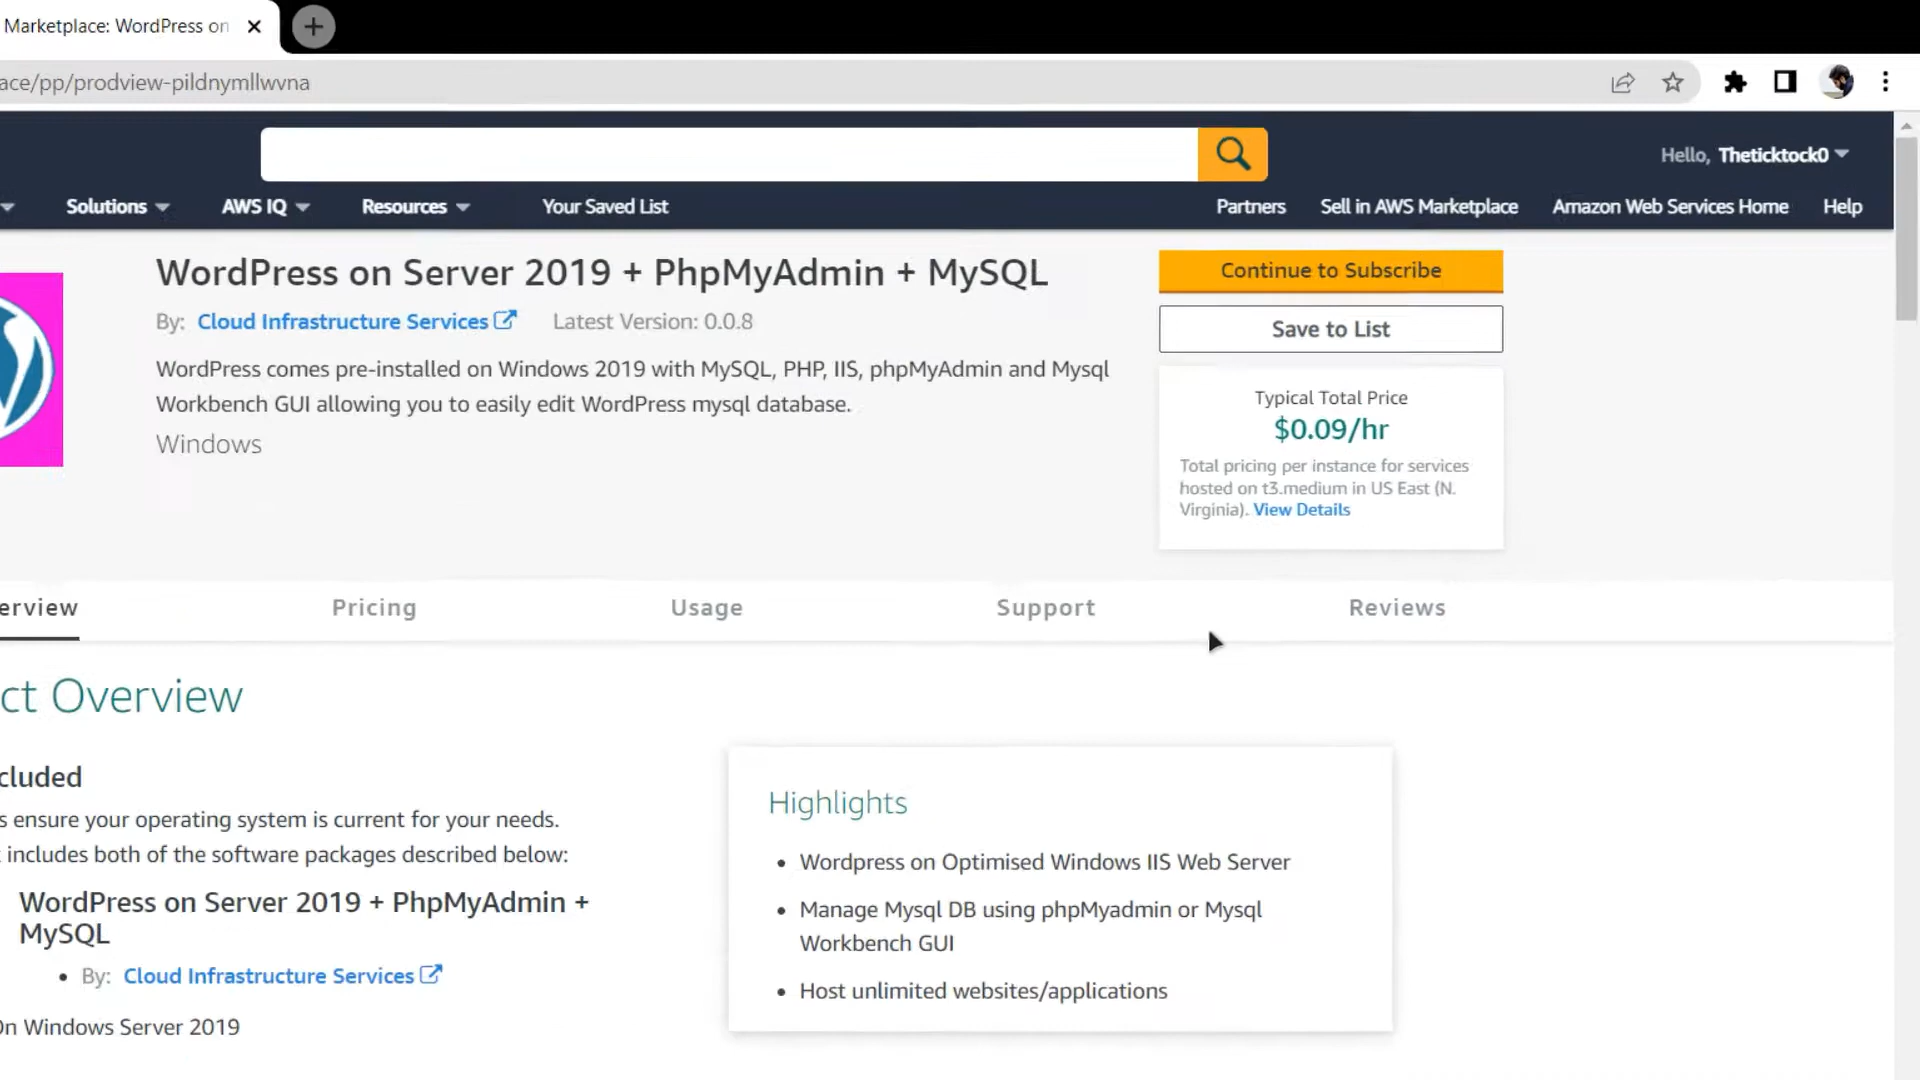 Marketplace: WordPress on
ace/pp/prodview-pildnymllwvna
Hello, Theticktock0
Solutions AWS IQ Resources Your Saved List Partners Sell in AWS Marketplace Amazon Web Services Home Help
WordPress on Server 2019 + PhpMyAdmin + MySQL
By: Cloud Infrastructure Services Latest Version: 0.0.8
WordPress comes pre-installed on Windows 2019 with MySQL, PHP, IIS, phpMyAdmin and Mysql
Workbench GUI allowing you to easily edit WordPress mysql database.
Windows
Continue to Subscribe
Save to List
Typical Total Price
$0.09/hr
Total pricing per instance for services
hosted on t3.medium in US East (N.
Virginia). View Details
erview Pricing Usage Support Reviews
ct Overview
cluded
s ensure your operating system is current for your needs.
includes both of the software packages described below:
WordPress on Server 2019 + PhpMyAdmin +
MySQL
By: Cloud Infrastructure Services
On Windows Server 2019
Highlights
Wordpress on Optimised Windows IIS Web Server
Manage Mysql DB using phpMyadmin or Mysql
Workbench GUI
Host unlimited websites/applications